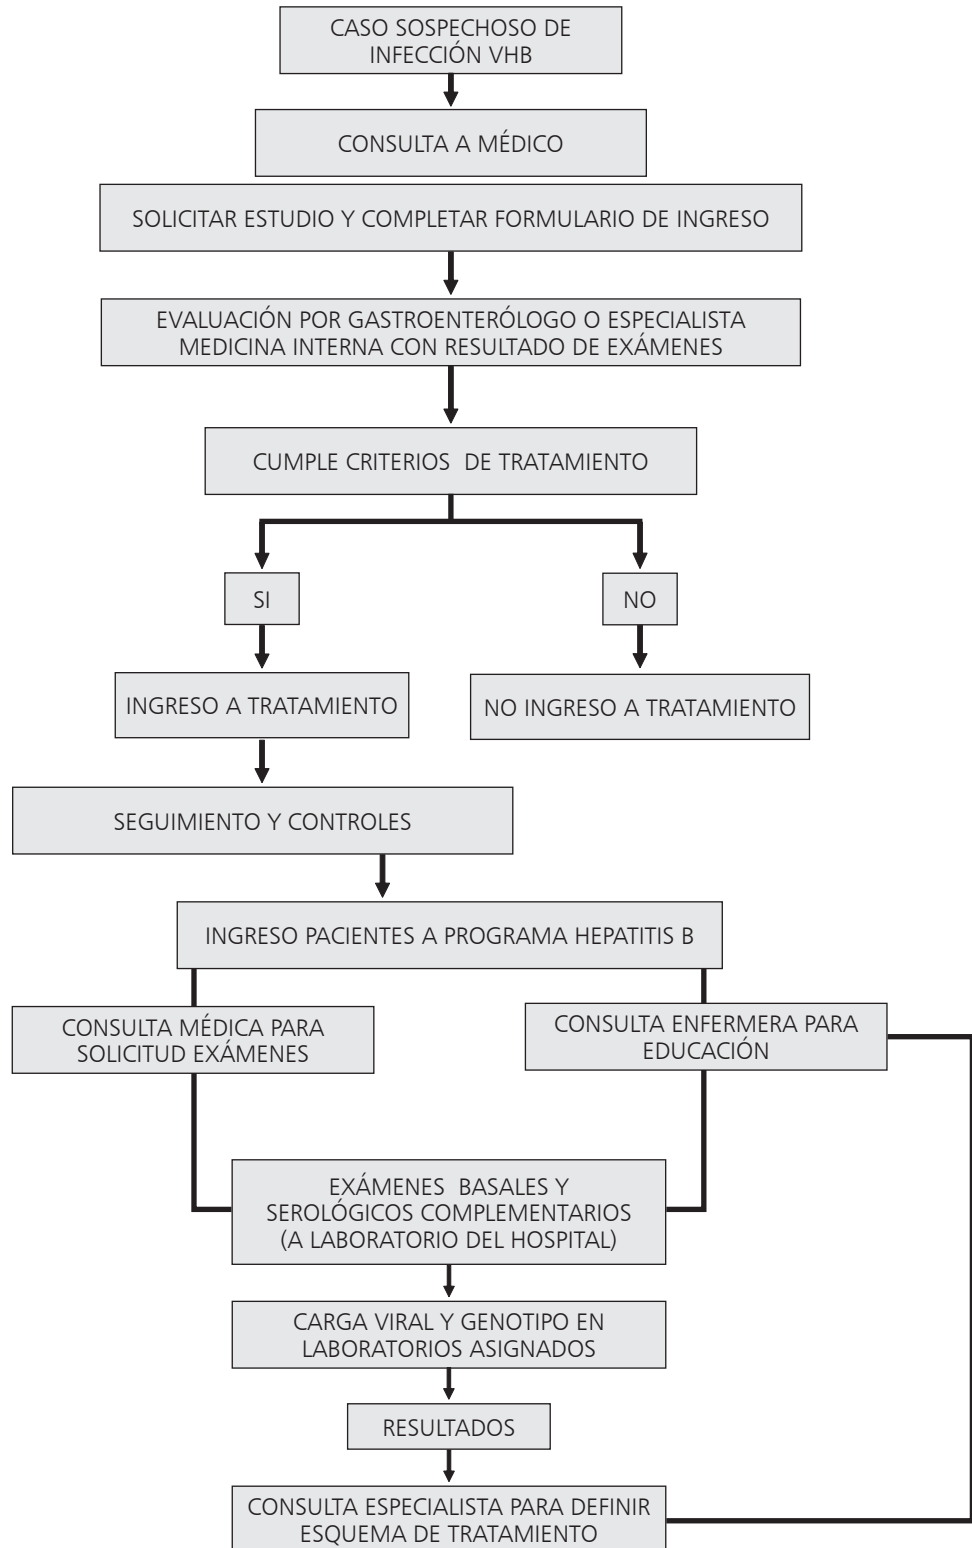 CASO SOSPECHOSO DE
INFECCIÓN VHB
CONSULTA A MÉDICO
SOLICITAR ESTUDIO Y COMPLETAR FORMULARIO DE INGRESO
EVALUACIÓN POR GASTROENTERÓLOGO O ESPECIALISTA
MEDICINA INTERNA CON RESULTADO DE EXÁMENES
CUMPLE CRITERIOS DE TRATAMIENTO
SI
NO
INGRESO A TRATAMIENTO
NO INGRESO A TRATAMIENTO
SEGUIMIENTO Y CONTROLES
INGRESO PACIENTES A PROGRAMA HEPATITIS B
CONSULTA MÉDICA PARA
SOLICITUD EXÁMENES
CONSULTA ENFERMERA PARA
EDUCACIÓN
EXÁMENES BASALES Y
SEROLÓGICOS COMPLEMENTARIOS
(A LABORATORIO DEL HOSPITAL)
CARGA VIRAL Y GENOTIPO EN
LABORATORIOS ASIGNADOS
RESULTADOS
CONSULTA ESPECIALISTA PARA DEFINIR
ESQUEMA DE TRATAMIENTO